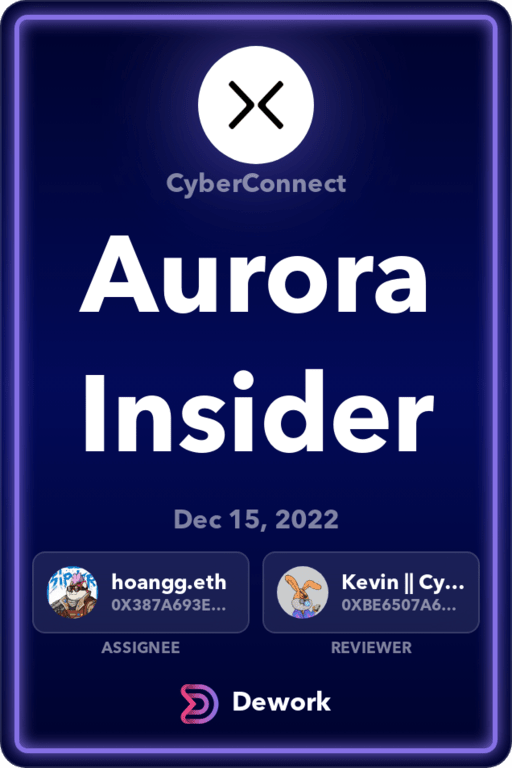 CyberConnect
Aurora
Insider
Dec 15, 2022
hoangg.eth
0X387A693E...
Kevin || Cy...
0XBE6507A6...
ASSIGNEE
REVIEWER
Dework